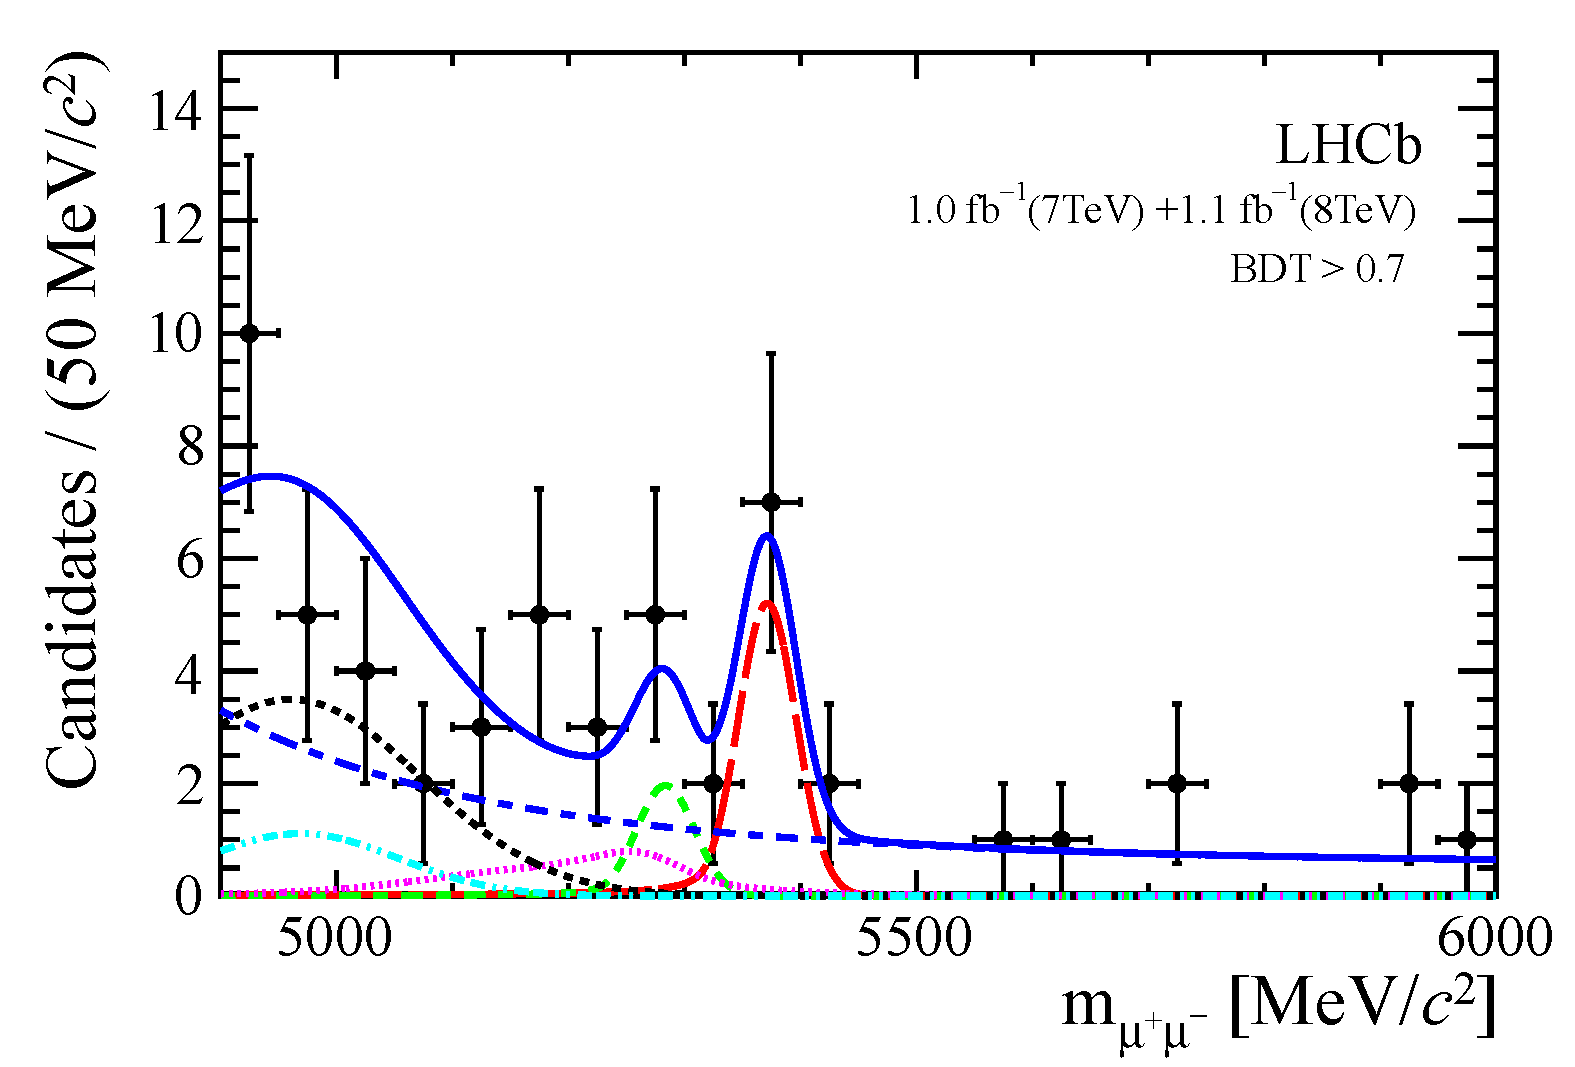 Candidates / (50 MeV/c²)
14
12
10
8
6
4
2
0
LHCb
1.0 fb⁻¹(7TeV) +1.1 fb⁻¹(8TeV)
BDT > 0.7
5000 5500 6000
m_μ⁺μ⁻ [MeV/c²]